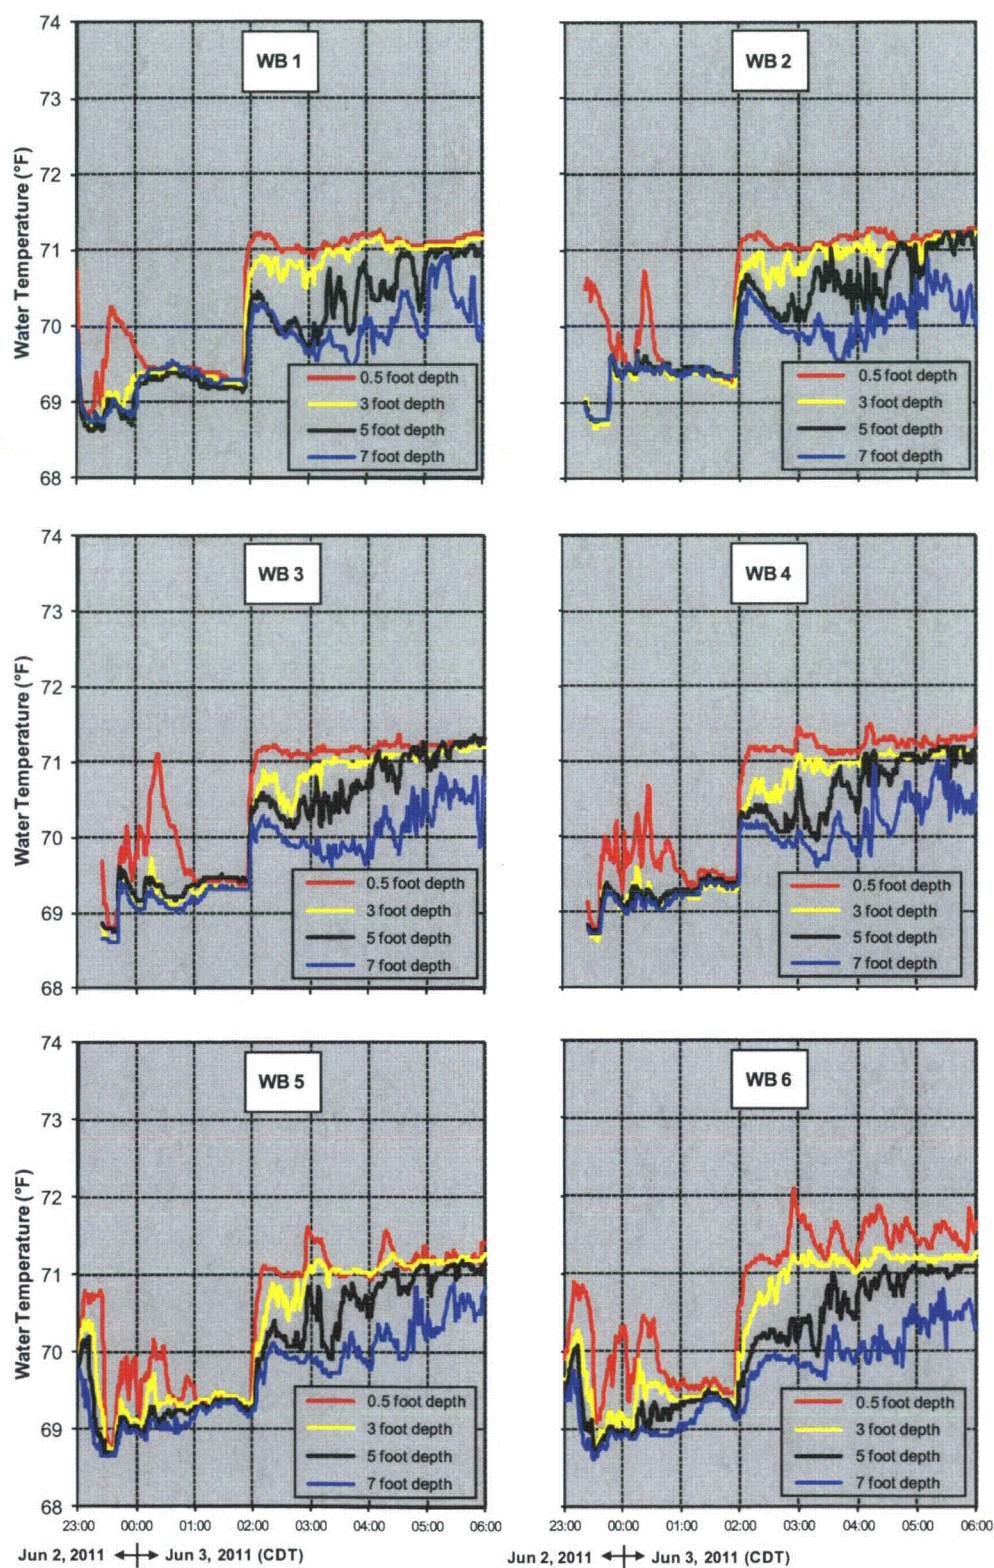 WB 1
WB 2
74
73
72
71
70
69
68
Water Temperature (°F)
0.5 foot depth
3 foot depth
5 foot depth
7 foot depth
0.5 foot depth
3 foot depth
5 foot depth
7 foot depth
WB 3
WB 4
74
73
72
71
70
69
68
Water Temperature (°F)
0.5 foot depth
3 foot depth
5 foot depth
7 foot depth
0.5 foot depth
3 foot depth
5 foot depth
7 foot depth
WB 5
WB 6
74
73
72
71
70
69
68
Water Temperature (°F)
0.5 foot depth
3 foot depth
5 foot depth
7 foot depth
0.5 foot depth
3 foot depth
5 foot depth
7 foot depth
23:00 00:00 01:00 02:00 03:00 04:00 05:00 06:00
23:00 00:00 01:00 02:00 03:00 04:00 05:00 06:00
Jun 2, 2011 Jun 3, 2011 (CDT)
Jun 2, 2011 Jun 3, 2011 (CDT)